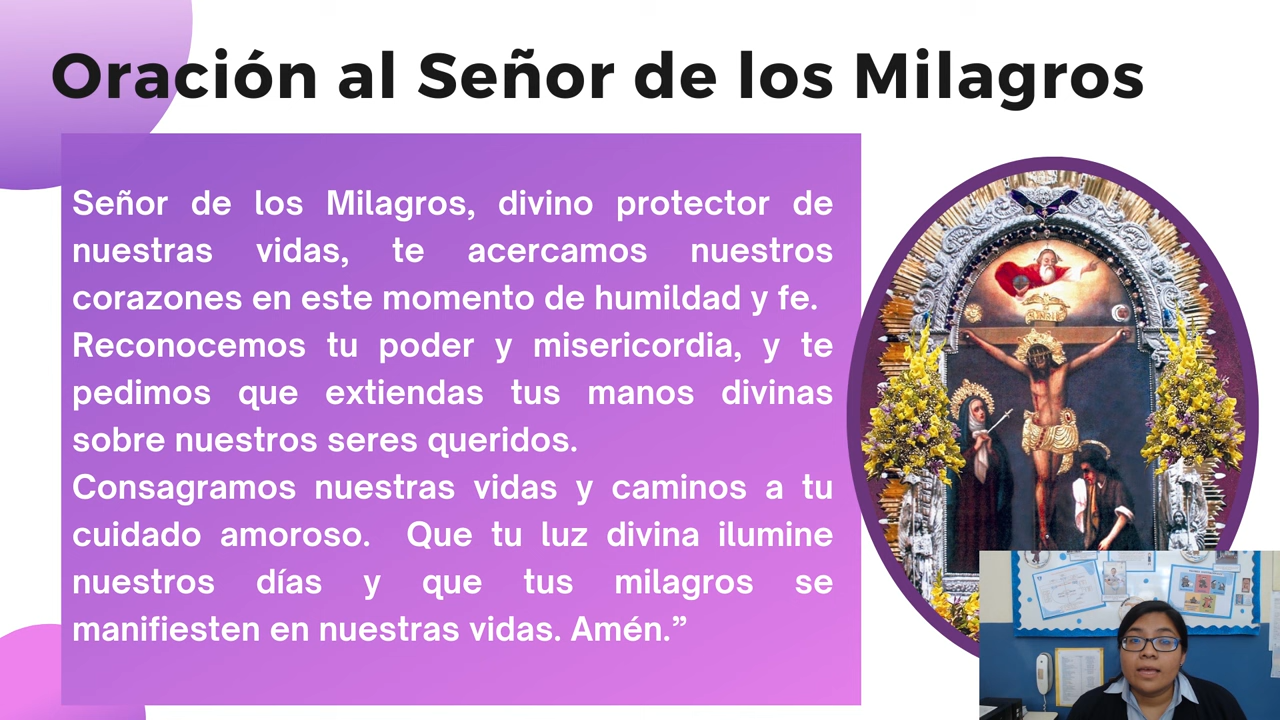 Oración al Señor de los Milagros
Señor de los Milagros, divino protector de
nuestras vidas, te acercamos nuestros
corazones en este momento de humildad y fe.
Reconocemos tu poder y misericordia, y te
pedimos que extiendas tus manos divinas
sobre nuestros seres queridos.
Consagramos nuestras vidas y caminos a tu
cuidado amoroso.  Que tu luz divina ilumine
nuestros días y que tus milagros se
manifiesten en nuestras vidas. Amén.”